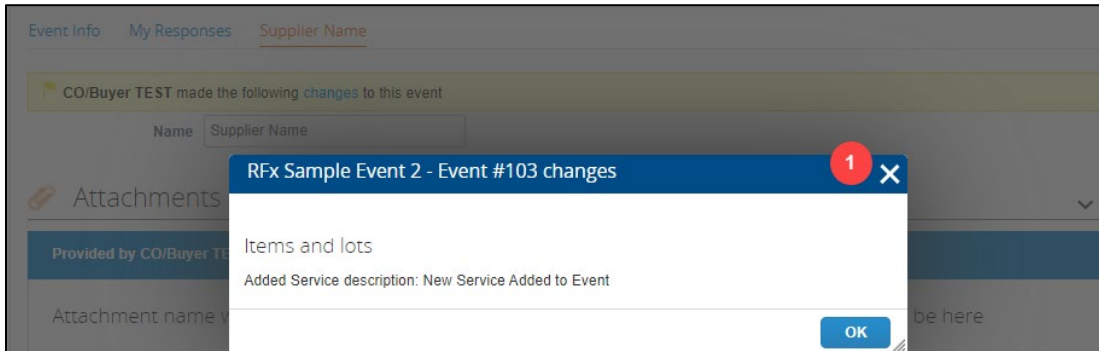 Event Info My Responses Supplier Name
CO/Buyer TEST made the following changes to this event
Name Supplier Name
RFx Sample Event 2 - Event #103 changes
1
Attachments
Items and lots
Provided by CO/Buyer TE
Added Service description: New Service Added to Event
Attachment name w
be here
OK